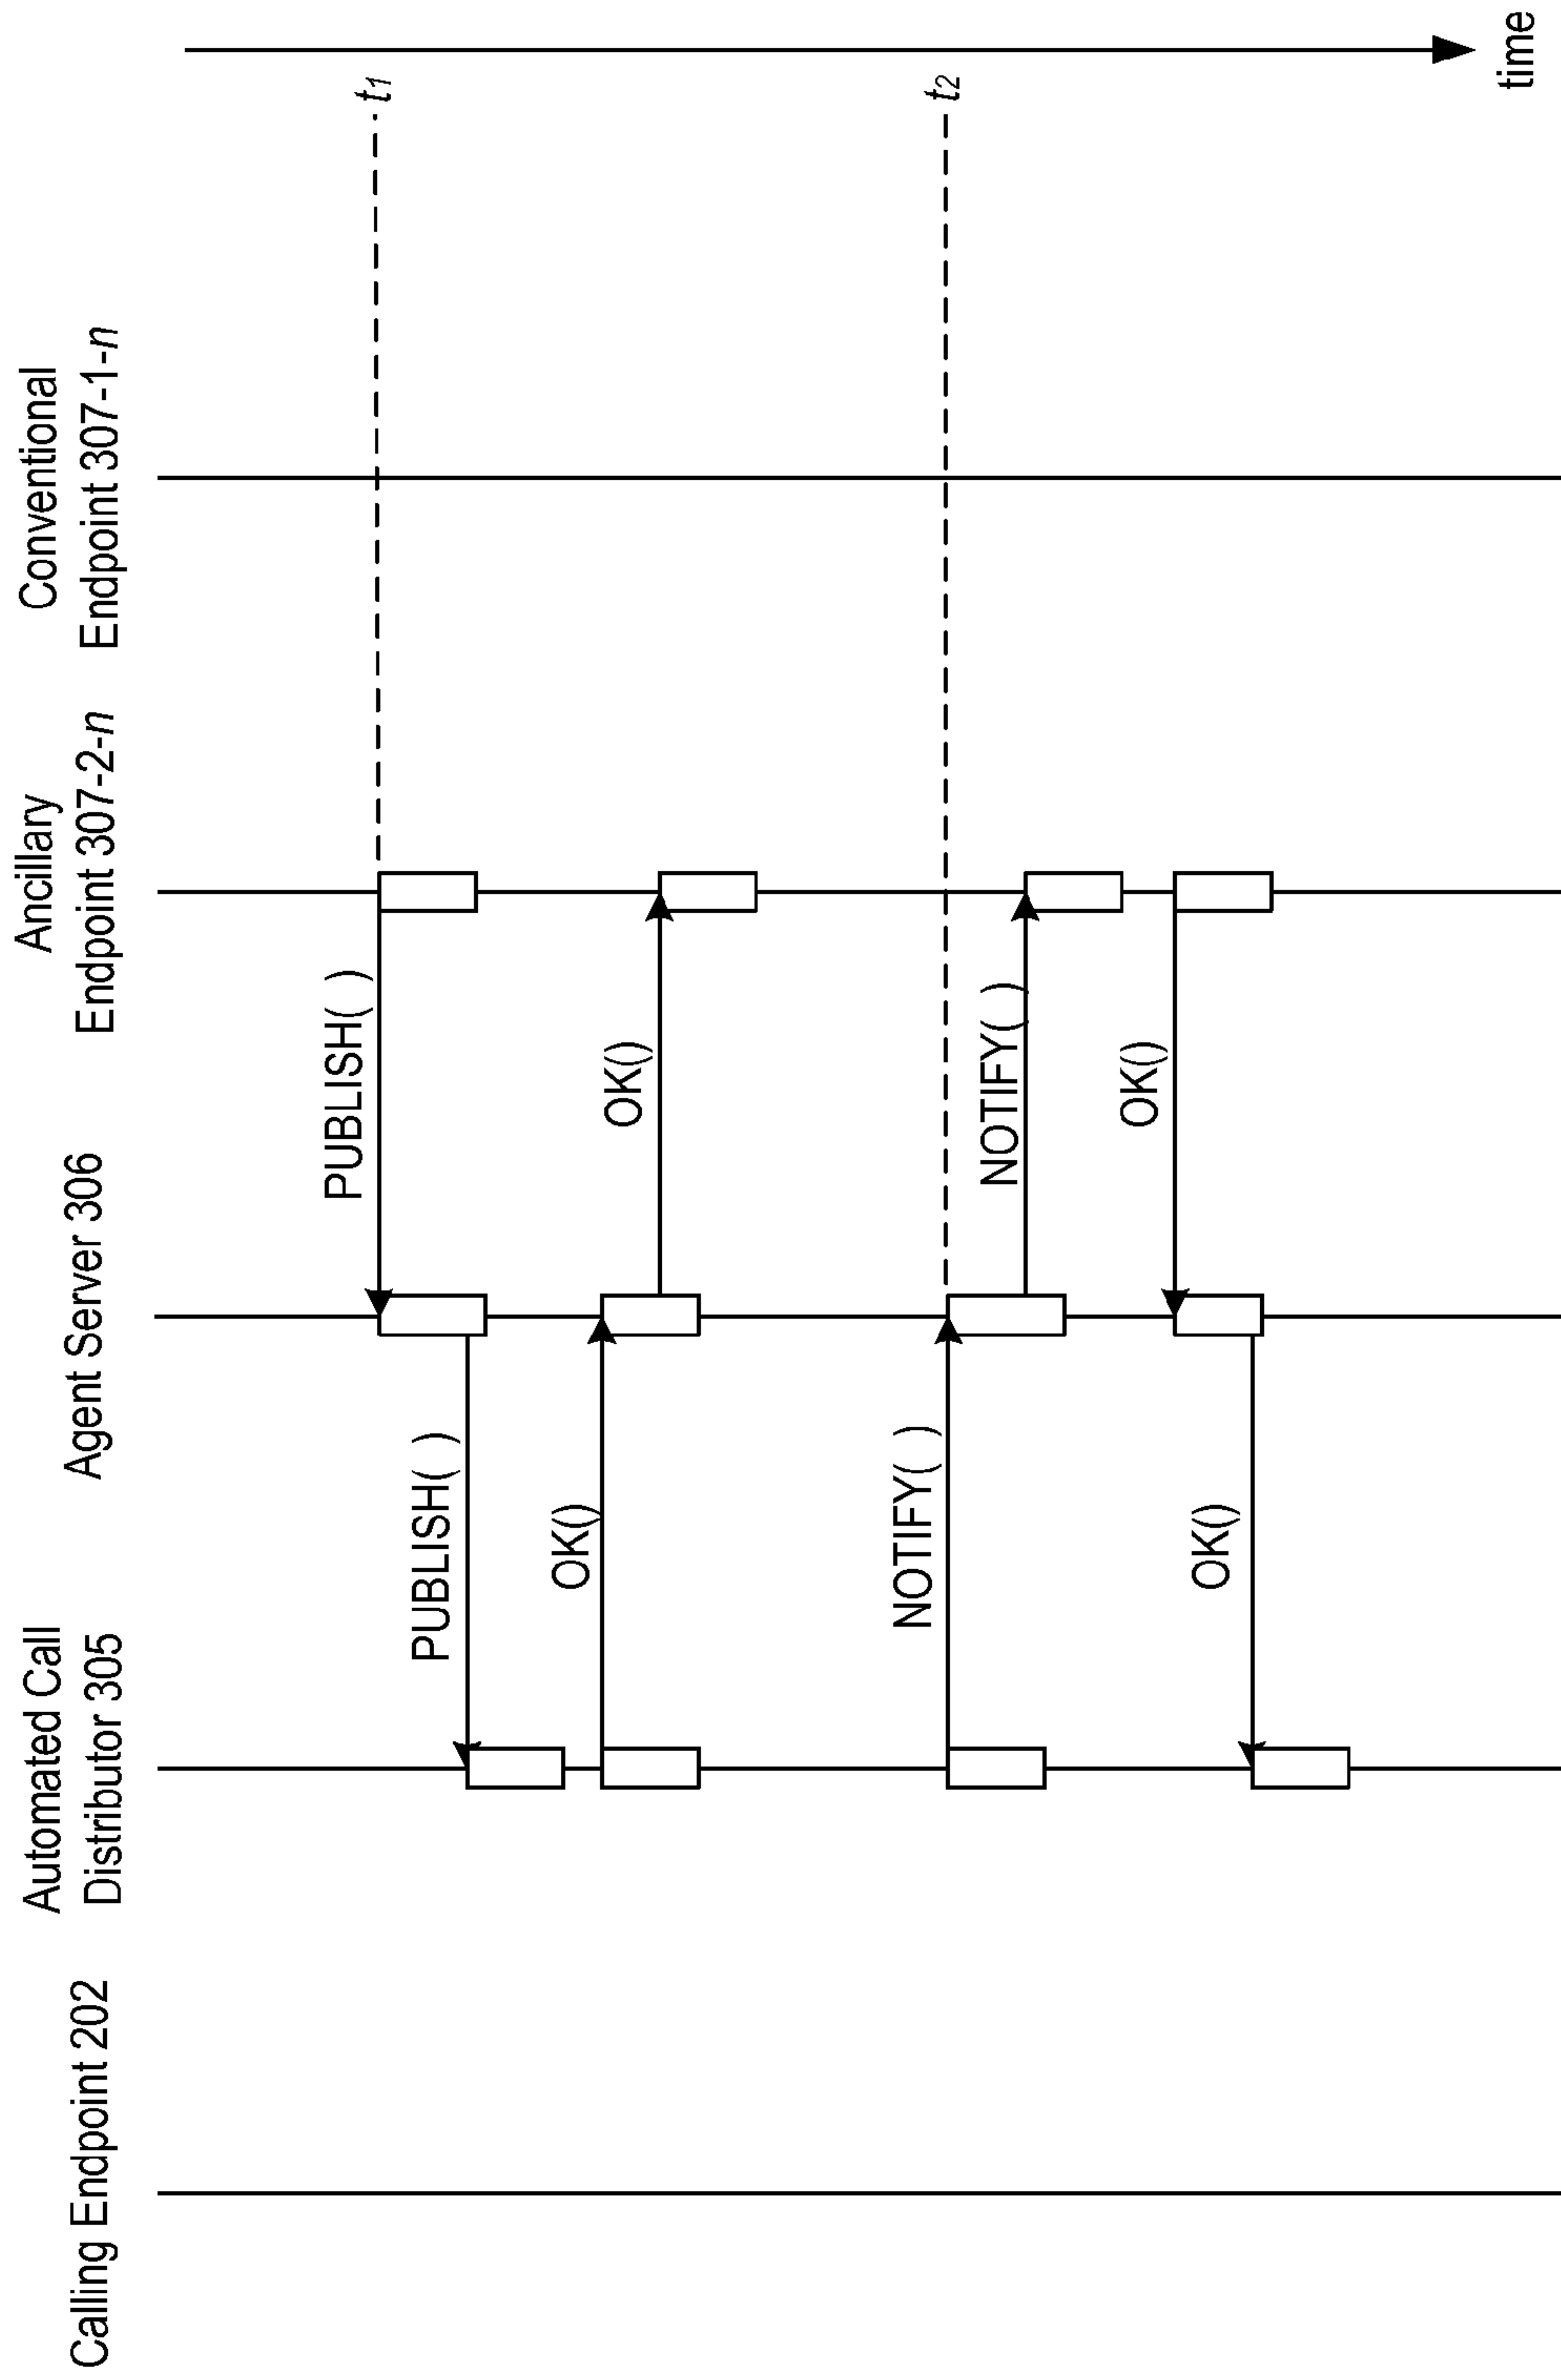 Calling Endpoint 202
Automated Call
Distributor 305
Agent Server 306
Ancillary
Endpoint 307-2-n
Conventional
Endpoint 307-1-n
PUBLISH( )
t1
PUBLISH( )
OK()
OK()
NOTIFY( )
t2
NOTIFY( )
OK()
OK()
time